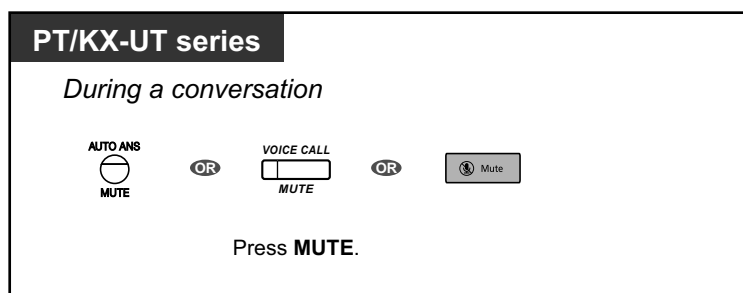 PT/KX-UT series
During a conversation
AUTO ANS
MUTE
OR
VOICE CALL
MUTE
OR
Mute
Press MUTE.